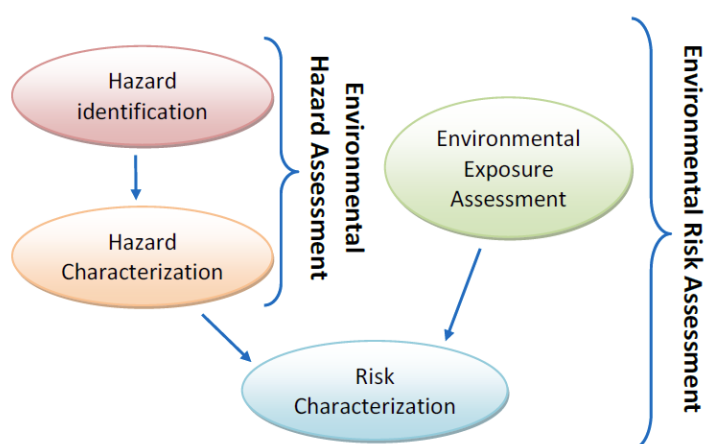 Hazard
identification
Hazard
Characterization
Environmental
Hazard Assessment
Environmental
Exposure
Assessment
Risk
Characterization
Environmental Risk Assessment